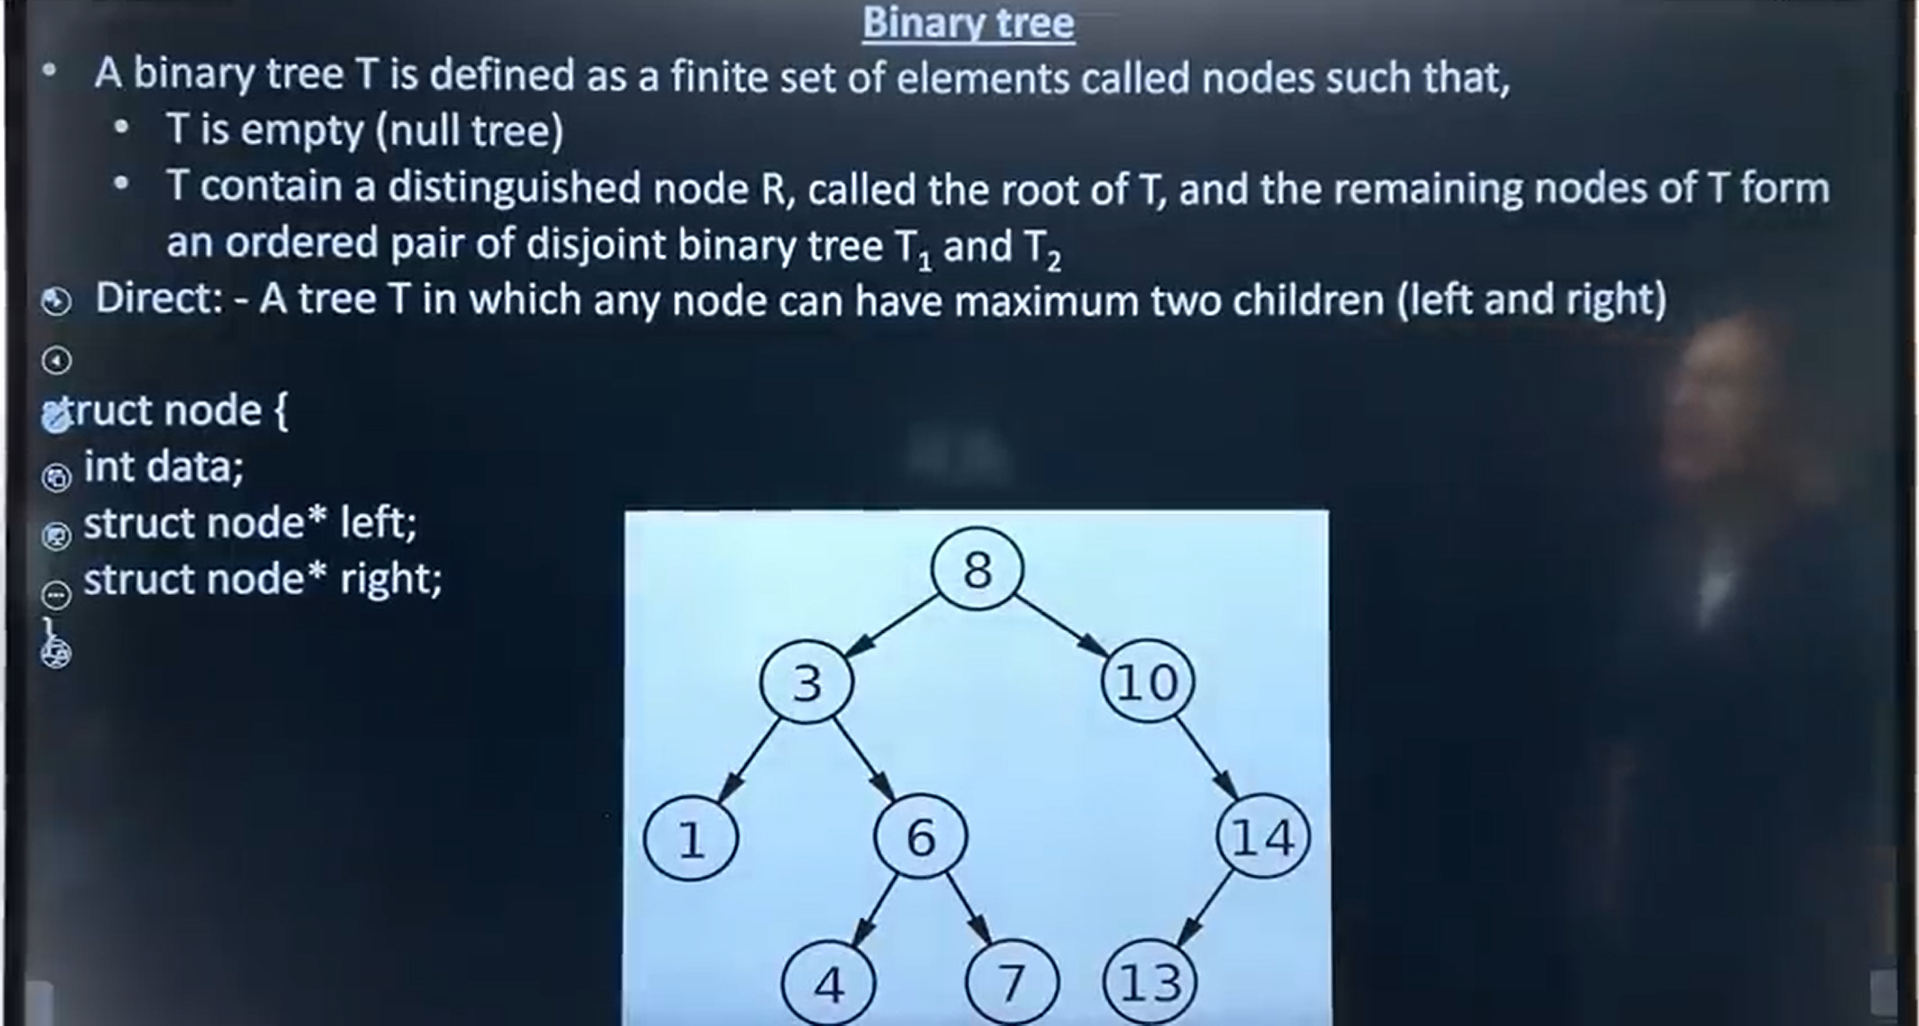 Binary tree
• A binary tree T is defined as a finite set of elements called nodes such that,
• T is empty (null tree)
• T contain a distinguished node R, called the root of T, and the remaining nodes of T form
an ordered pair of disjoint binary tree T₁ and T₂
Direct: - A tree T in which any node can have maximum two children (left and right)
struct node {
int data;
struct node* left;
struct node* right;
}
8
3 10
1 6 14
4 7 13